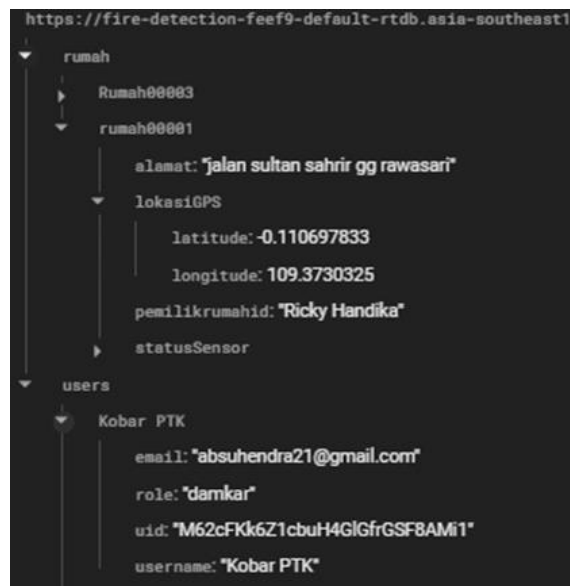 https://fire-detection-feef9-default-rtdb.asia-southeast1
rumah
Rumah00003
rumah00001
alamat: "jalan sultan sahrir gg rawasari"
lokasiGPS
latitude: -0.110697833
longitude: 109.3730325
pemilikrumahid: "Ricky Handika"
statusSensor
users
Kobar PTK
email: "absuhendra21@gmail.com"
role: "damkar"
uid: "M62cFKk6Z1cbuH4GlGfrGSF8AMi1"
username: "Kobar PTK"